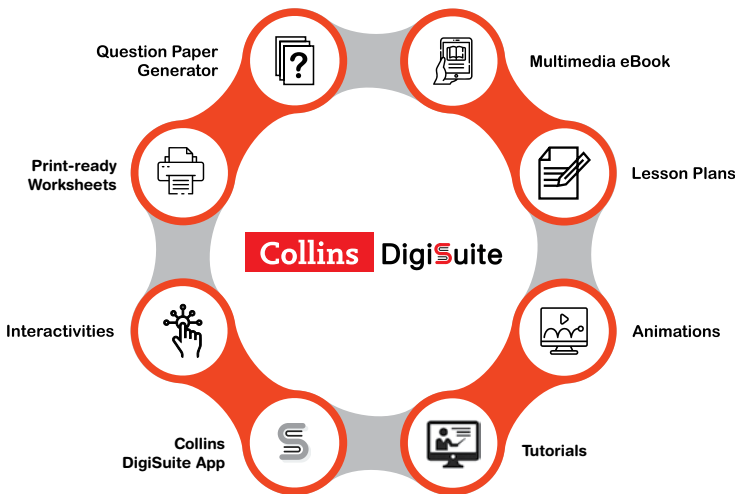 Question Paper
Generator
Multimedia eBook
Print-ready
Worksheets
Lesson Plans
Collins DigiSuite
Interactivities
Animations
Collins
DigiSuite App
Tutorials